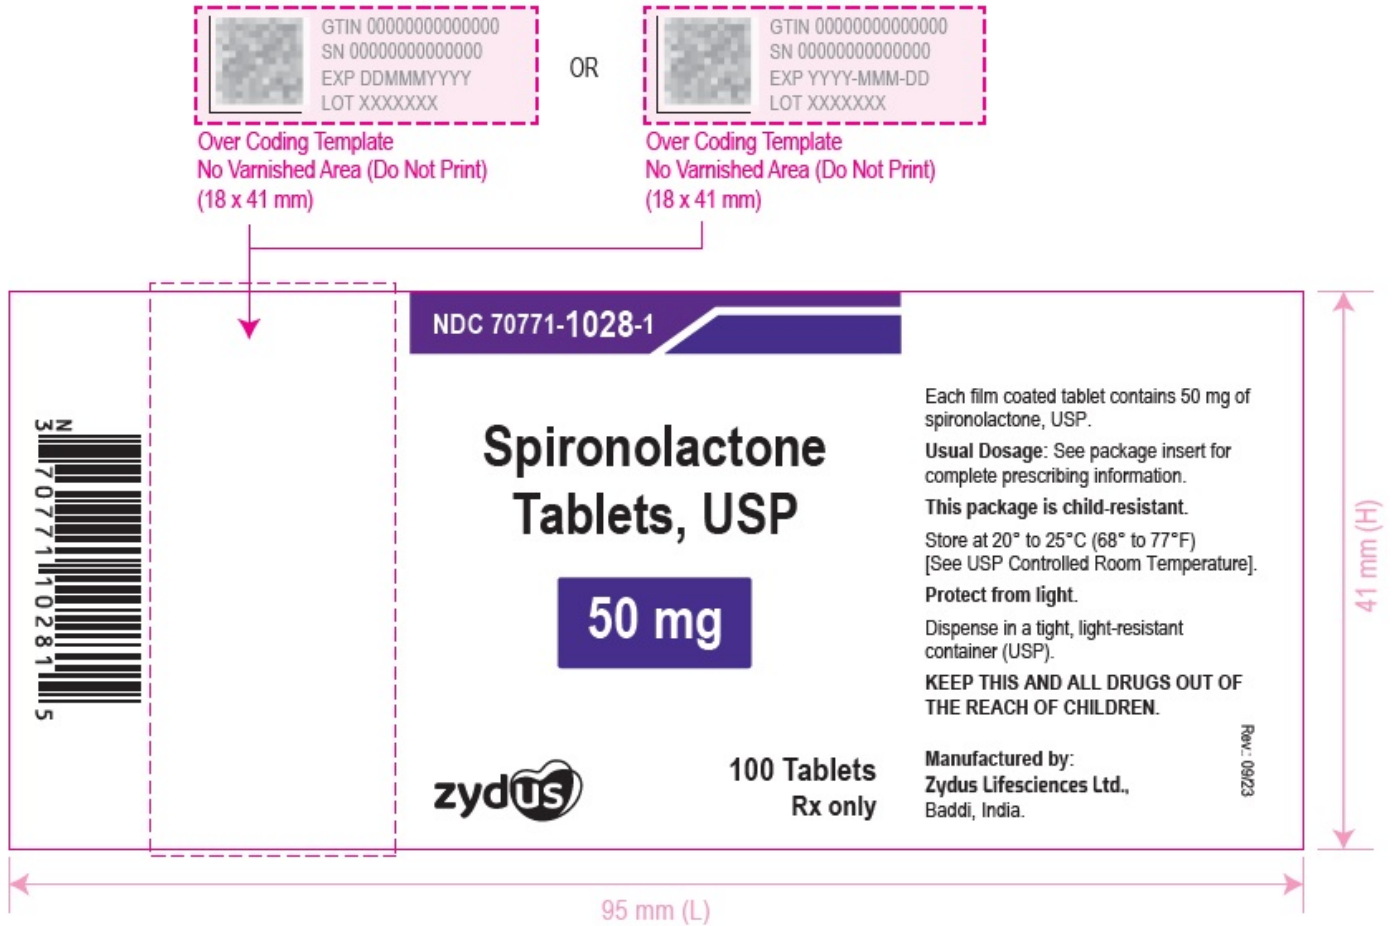 GTIN 00000000000000
SN 00000000000000
EXP DDMMMYYYY
LOT XXXXXXX
OR
GTIN 00000000000000
SN 00000000000000
EXP YYYY-MMM-DD
LOT XXXXXXX
Over Coding Template
No Varnished Area (Do Not Print)
(18 x 41 mm)
Over Coding Template
No Varnished Area (Do Not Print)
(18 x 41 mm)
N
3 70771 10281 5
NDC 70771-1028-1
Spironolactone
Tablets, USP
50 mg
zydus
100 Tablets
Rx only
Each film coated tablet contains 50 mg of
spironolactone, USP.
Usual Dosage: See package insert for
complete prescribing information.
This package is child-resistant.
Store at 20° to 25°C (68° to 77°F)
[See USP Controlled Room Temperature].
Protect from light.
Dispense in a tight, light-resistant
container (USP).
KEEP THIS AND ALL DRUGS OUT OF
THE REACH OF CHILDREN.
Manufactured by:
Zydus Lifesciences Ltd.,
Baddi, India.
Rev.: 09/23
41 mm (H)
95 mm (L)